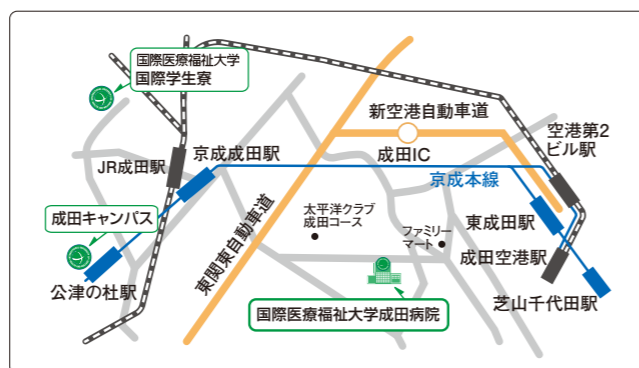 国際医療福祉大学
国際学生寮
新空港自動車道
空港第2
ビル駅
JR成田駅
京成成田駅
成田IC
京成本線
成田キャンパス
太平洋クラブ
成田コース
ファミリー
マート
東成田駅
東関東自動車道
成田空港駅
公津の杜駅
芝山千代田駅
国際医療福祉大学成田病院